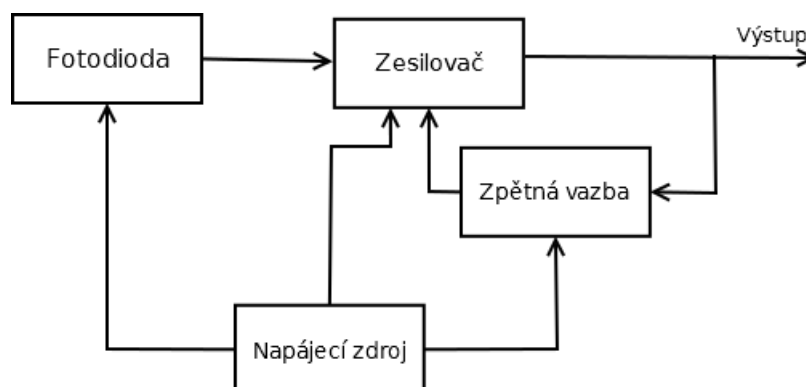 Výstup
Fotodioda
Zesilovač
Zpětná vazba
Napájecí zdroj